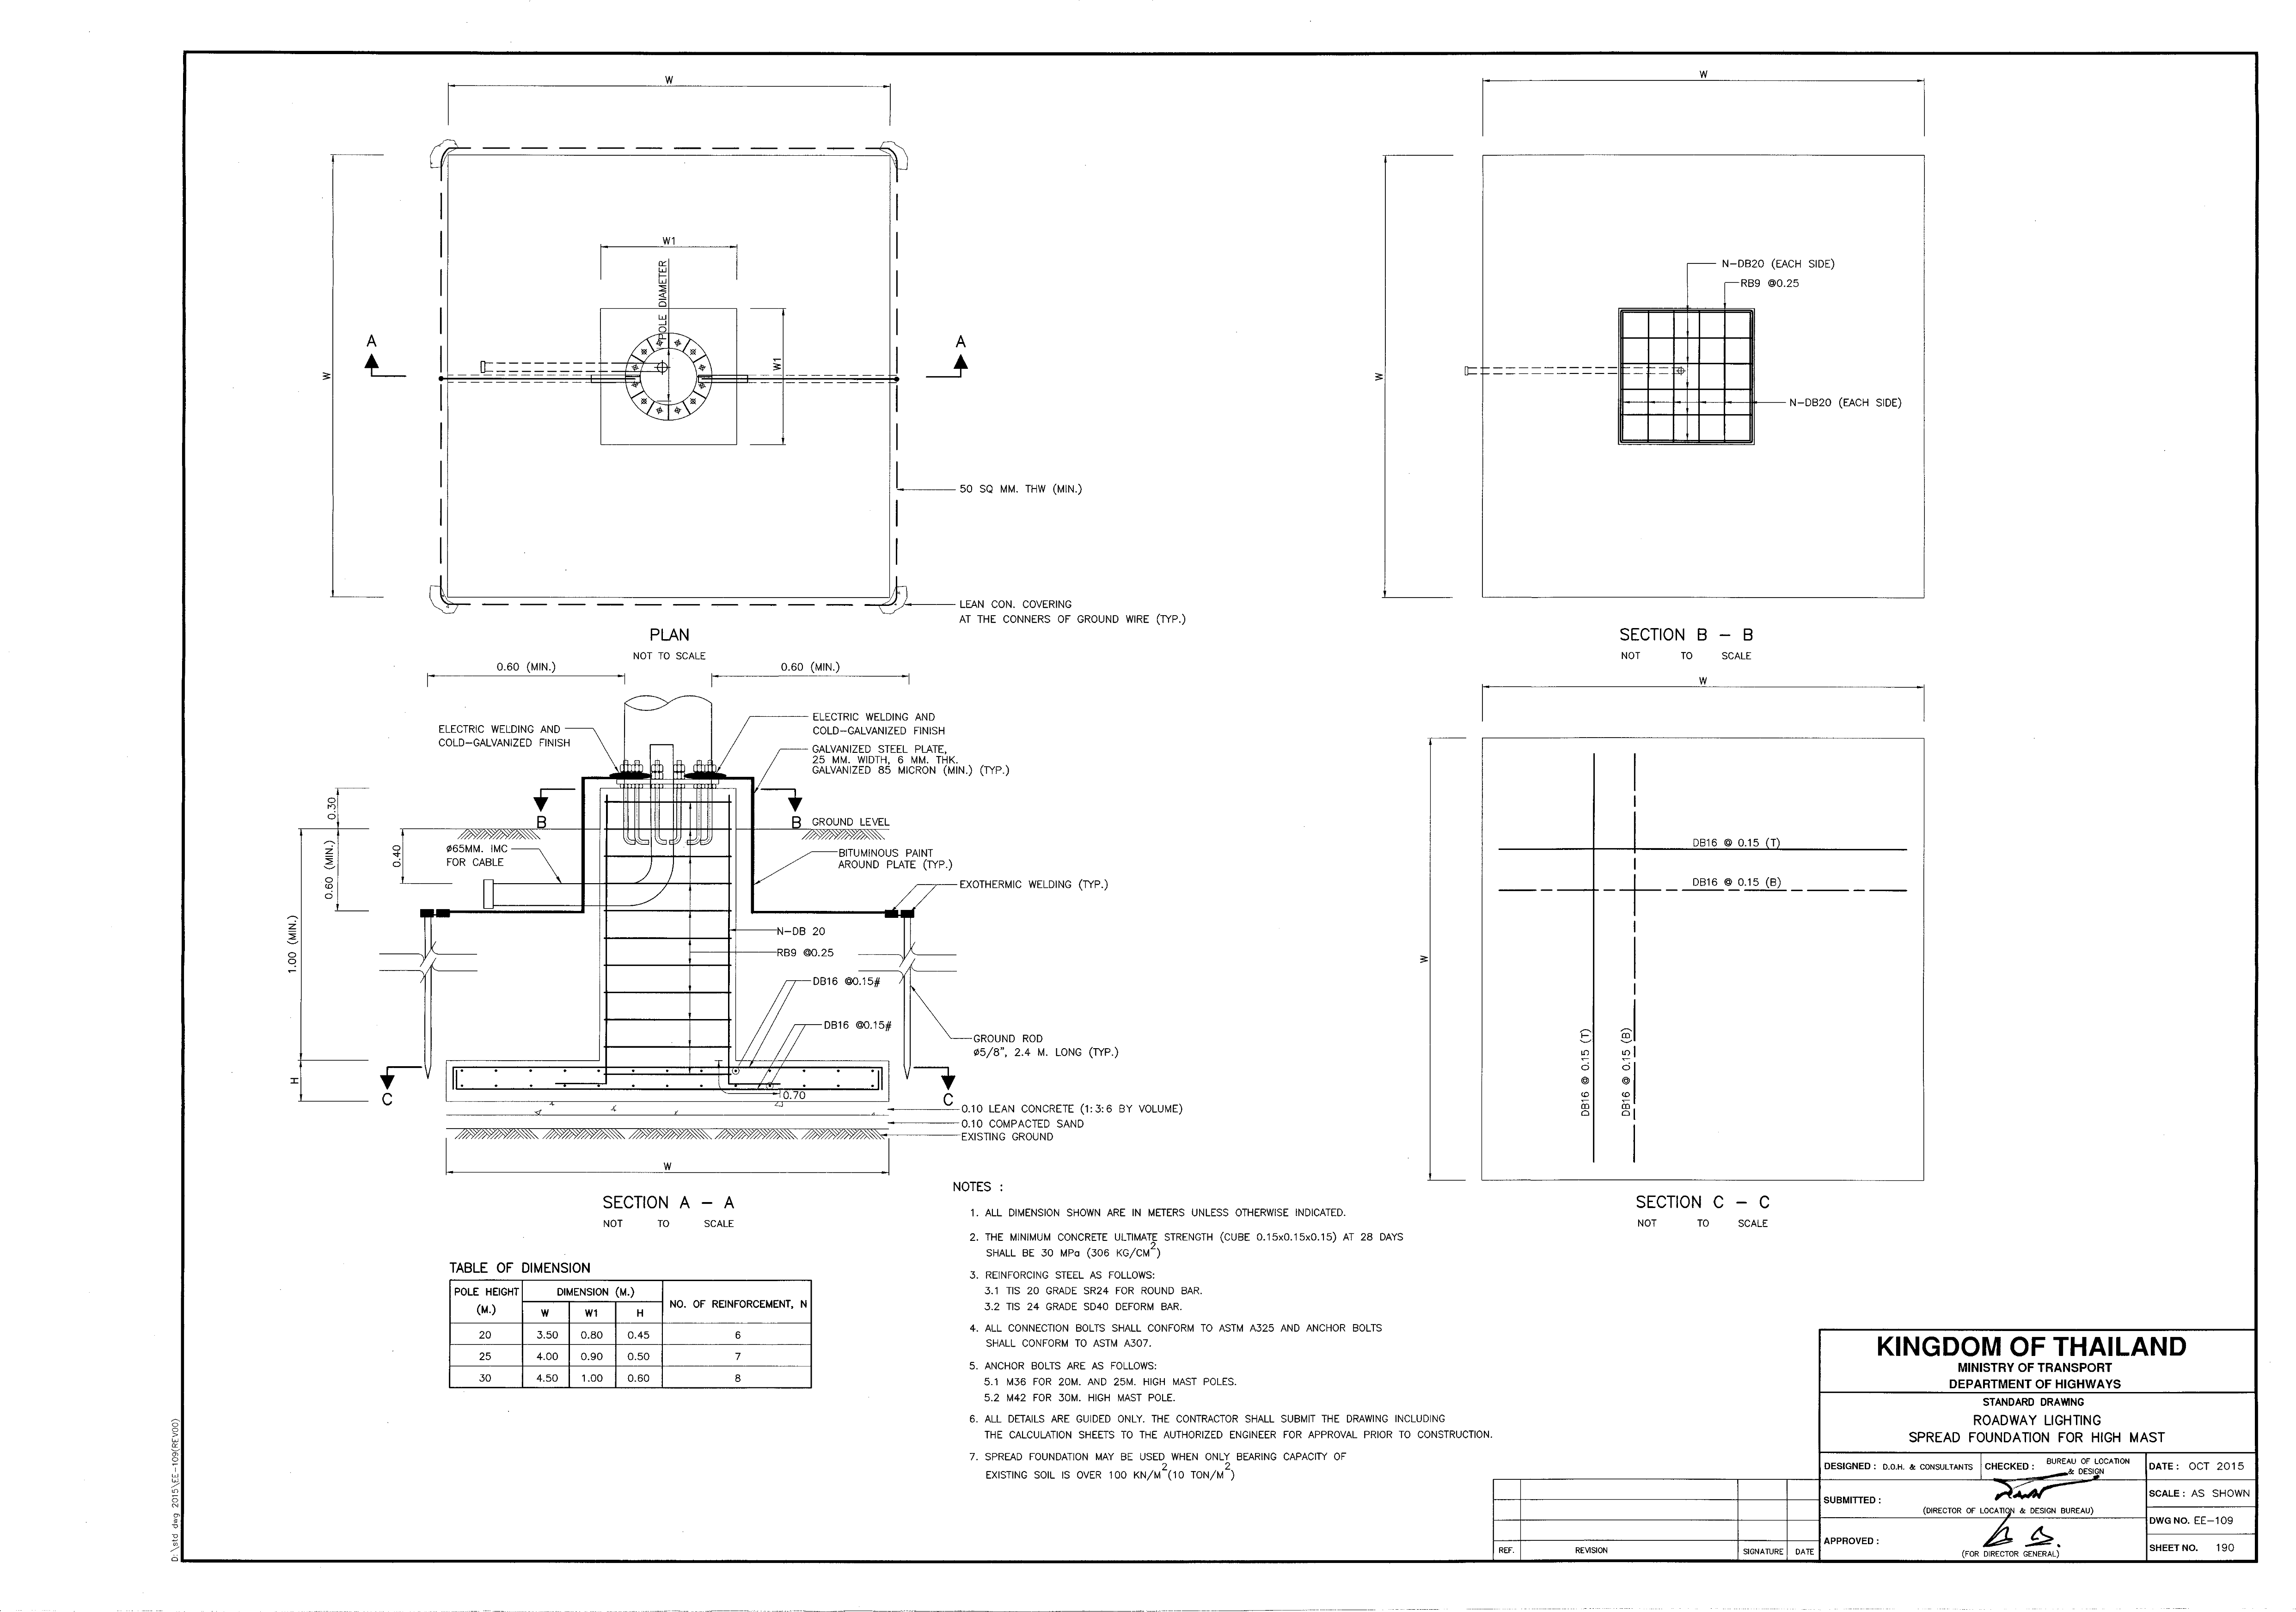 W
W1
POLE DIAMETER
W1
W
A
A
50 SQ MM. THW (MIN.)
LEAN CON. COVERING
AT THE CONNERS OF GROUND WIRE (TYP.)
PLAN
NOT TO SCALE
W
W
N-DB20 (EACH SIDE)
RB9 @0.25
N-DB20 (EACH SIDE)
SECTION B - B
NOT TO SCALE
0.60 (MIN.)
0.60 (MIN.)
ELECTRIC WELDING AND
COLD-GALVANIZED FINISH
ELECTRIC WELDING AND
COLD-GALVANIZED FINISH
GALVANIZED STEEL PLATE,
25 MM. WIDTH, 6 MM. THK.
GALVANIZED 85 MICRON (MIN.) (TYP.)
B
B
GROUND LEVEL
0.30
0.60 (MIN.)
0.40
1.00 (MIN.)
H
ø65MM. IMC
FOR CABLE
BITUMINOUS PAINT
AROUND PLATE (TYP.)
EXOTHERMIC WELDING (TYP.)
N-DB 20
RB9 @0.25
DB16 @0.15#
DB16 @0.15#
GROUND ROD
ø5/8", 2.4 M. LONG (TYP.)
C
C
0.70
0.10 LEAN CONCRETE (1:3:6 BY VOLUME)
0.10 COMPACTED SAND
EXISTING GROUND
W
SECTION A - A
NOT TO SCALE
W
W
DB16 @ 0.15 (T)
DB16 @ 0.15 (B)
DB16 @ 0.15 (T)
DB16 @ 0.15 (B)
SECTION C - C
NOT TO SCALE
TABLE OF DIMENSION
POLE HEIGHT (M.) DIMENSION (M.) NO. OF REINFORCEMENT, N
W W1 H
20 3.50 0.80 0.45 6
25 4.00 0.90 0.50 7
30 4.50 1.00 0.60 8
NOTES :
1. ALL DIMENSION SHOWN ARE IN METERS UNLESS OTHERWISE INDICATED.
2. THE MINIMUM CONCRETE ULTIMATE STRENGTH (CUBE 0.15x0.15x0.15) AT 28 DAYS
SHALL BE 30 MPa (306 KG/CM²)
3. REINFORCING STEEL AS FOLLOWS:
3.1 TIS 20 GRADE SR24 FOR ROUND BAR.
3.2 TIS 24 GRADE SD40 DEFORM BAR.
4. ALL CONNECTION BOLTS SHALL CONFORM TO ASTM A325 AND ANCHOR BOLTS
SHALL CONFORM TO ASTM A307.
5. ANCHOR BOLTS ARE AS FOLLOWS:
5.1 M36 FOR 20M. AND 25M. HIGH MAST POLES.
5.2 M42 FOR 30M. HIGH MAST POLE.
6. ALL DETAILS ARE GUIDED ONLY. THE CONTRACTOR SHALL SUBMIT THE DRAWING INCLUDING
THE CALCULATION SHEETS TO THE AUTHORIZED ENGINEER FOR APPROVAL PRIOR TO CONSTRUCTION.
7. SPREAD FOUNDATION MAY BE USED WHEN ONLY BEARING CAPACITY OF
EXISTING SOIL IS OVER 100 KN/M²(10 TON/M²)
KINGDOM OF THAILAND
MINISTRY OF TRANSPORT
DEPARTMENT OF HIGHWAYS
STANDARD DRAWING
ROADWAY LIGHTING
SPREAD FOUNDATION FOR HIGH MAST
DESIGNED : D.O.H. & CONSULTANTS
CHECKED : BUREAU OF LOCATION
& DESIGN
DATE : OCT 2015
SUBMITTED :
(DIRECTOR OF LOCATION & DESIGN BUREAU)
SCALE : AS SHOWN
DWG NO. EE-109
APPROVED :
(FOR DIRECTOR GENERAL)
SHEET NO. 190
REF. REVISION SIGNATURE DATE
D:\std dwg 2015\EE-109(REV00)